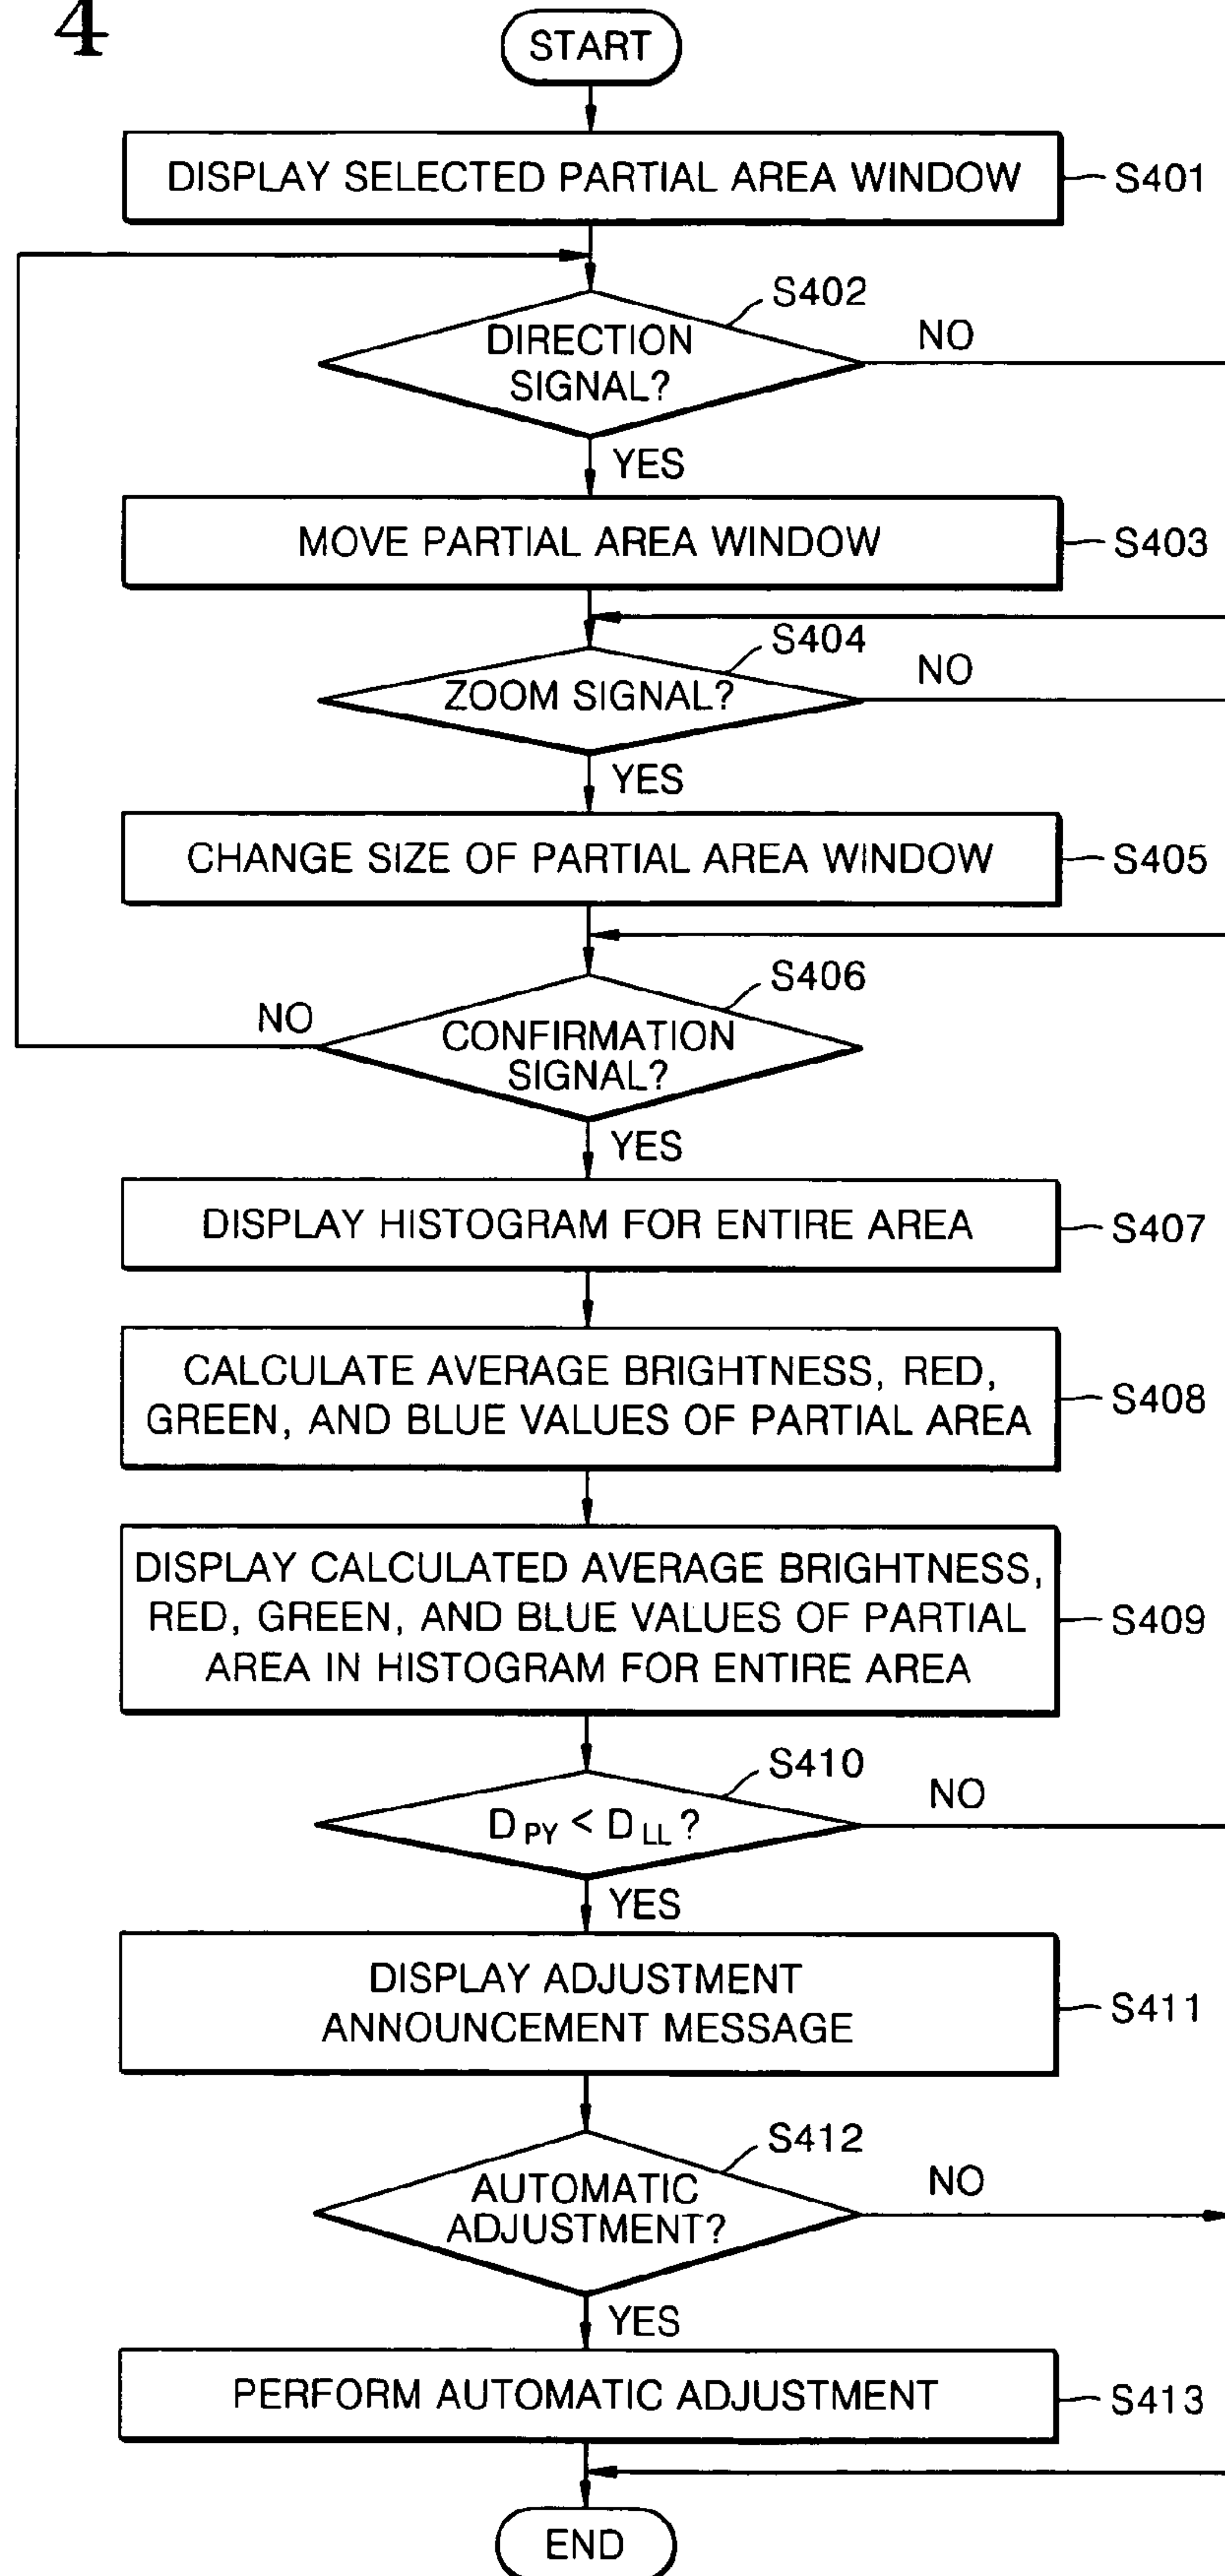 4
START
DISPLAY SELECTED PARTIAL AREA WINDOW
S401
S402
DIRECTION
SIGNAL?
NO
YES
MOVE PARTIAL AREA WINDOW
S403
S404
ZOOM SIGNAL?
NO
YES
CHANGE SIZE OF PARTIAL AREA WINDOW
S405
S406
NO
CONFIRMATION
SIGNAL?
YES
DISPLAY HISTOGRAM FOR ENTIRE AREA
S407
CALCULATE AVERAGE BRIGHTNESS, RED,
GREEN, AND BLUE VALUES OF PARTIAL AREA
S408
DISPLAY CALCULATED AVERAGE BRIGHTNESS,
RED, GREEN, AND BLUE VALUES OF PARTIAL
AREA IN HISTOGRAM FOR ENTIRE AREA
S409
S410
D PY < D LL ?
NO
YES
DISPLAY ADJUSTMENT
ANNOUNCEMENT MESSAGE
S411
S412
AUTOMATIC
ADJUSTMENT?
NO
YES
PERFORM AUTOMATIC ADJUSTMENT
S413
END